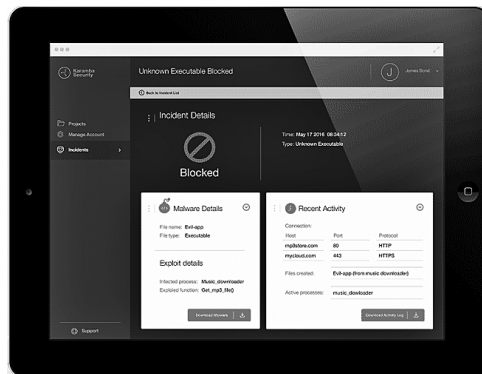 Karamba
Security
Unknown Executable Blocked
J
James Bond
Back to Incident List
Projects
Manage Account
Incidents
Incident Details
Blocked
Time: May 17 2016 08:34:12
Type: Unknown Executable
Malware Details
File name: Evil-app
File type: Executable
Exploit details
Infected process: Music_downloader
Exploited function: Get_mp3_file()
Download Malware
Recent Activity
Connection:
Host Port Protocol
mp3store.com 80 HTTP
mycloud.com 443 HTTPS
Files created: Evil-app (from music downloader)
Active processes: music_dowloader
Download Activity Log
Support